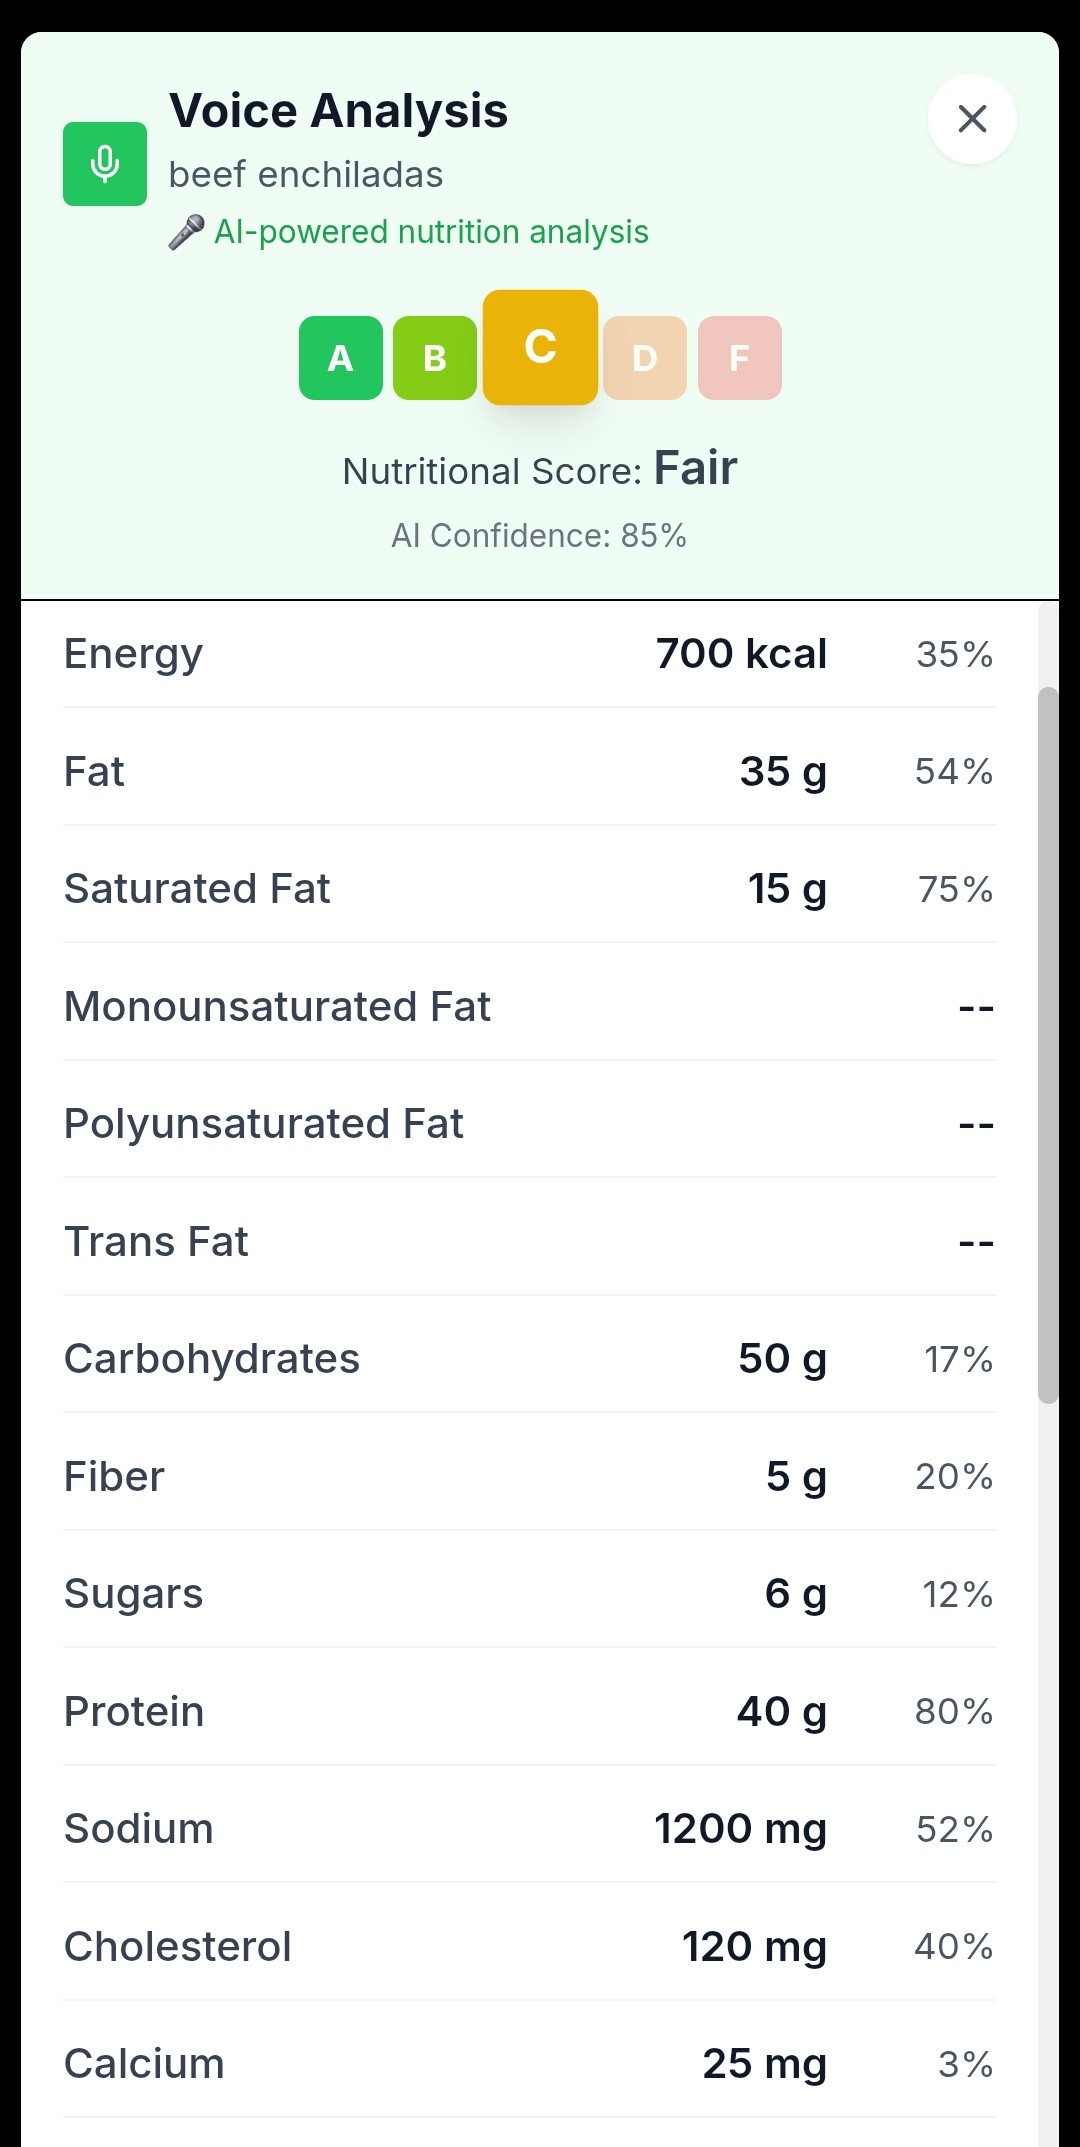 Voice Analysis
beef enchiladas
🎤 AI-powered nutrition analysis
A B C D F
Nutritional Score: Fair
AI Confidence: 85%
Energy 700 kcal 35%
Fat 35 g 54%
Saturated Fat 15 g 75%
Monounsaturated Fat --
Polyunsaturated Fat --
Trans Fat --
Carbohydrates 50 g 17%
Fiber 5 g 20%
Sugars 6 g 12%
Protein 40 g 80%
Sodium 1200 mg 52%
Cholesterol 120 mg 40%
Calcium 25 mg 3%